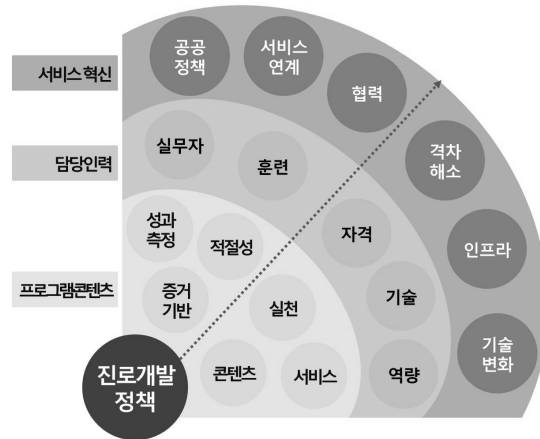 서비스 혁신
공공
정책
서비스
연계
협력
격차
해소
인프라
기술
변화
담당인력
실무자
훈련
자격
기술
역량
프로그램콘텐츠
성과
측정
적절성
증거
기반
실천
콘텐츠
서비스
진로개발
정책